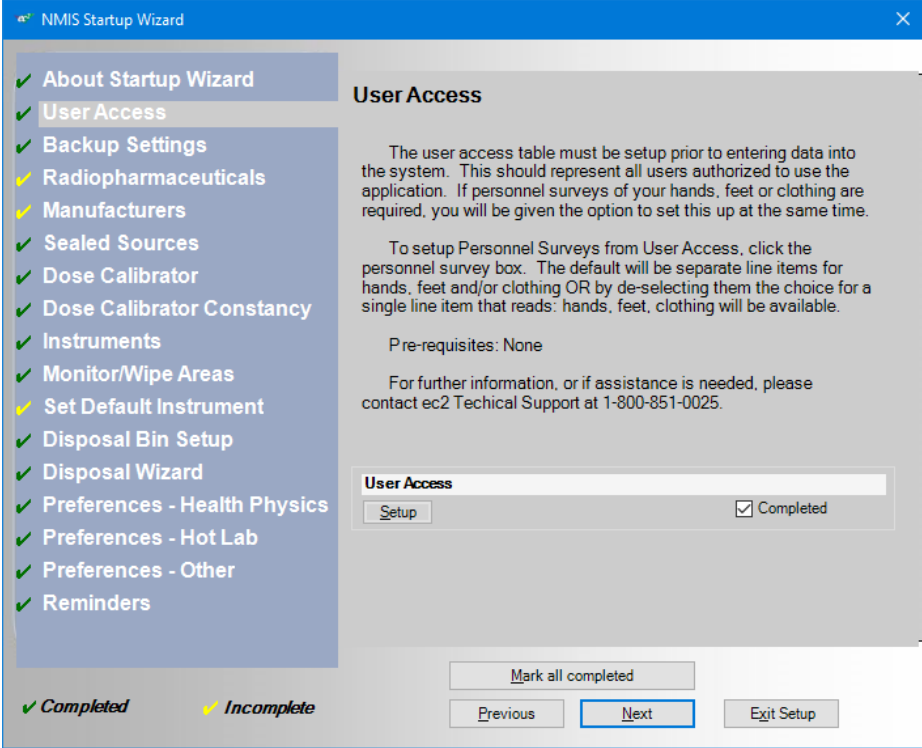 NMIS Startup Wizard
About Startup Wizard
User Access
Backup Settings
Radiopharmaceuticals
Manufacturers
Sealed Sources
Dose Calibrator
Dose Calibrator Constancy
Instruments
Monitor/Wipe Areas
Set Default Instrument
Disposal Bin Setup
Disposal Wizard
Preferences - Health Physics
Preferences - Hot Lab
Preferences - Other
Reminders
Completed
Incomplete
User Access
The user access table must be setup prior to entering data into
the system. This should represent all users authorized to use the
application. If personnel surveys of your hands, feet or clothing are
required, you will be given the option to set this up at the same time.
To setup Personnel Surveys from User Access, click the
personnel survey box. The default will be separate line items for
hands, feet and/or clothing OR by de-selecting them the choice for a
single line item that reads: hands, feet, clothing will be available.
Pre-requisites: None
For further information, or if assistance is needed, please
contact ec2 Techical Support at 1-800-851-0025.
User Access
Setup
Completed
Mark all completed
Previous
Next
Exit Setup